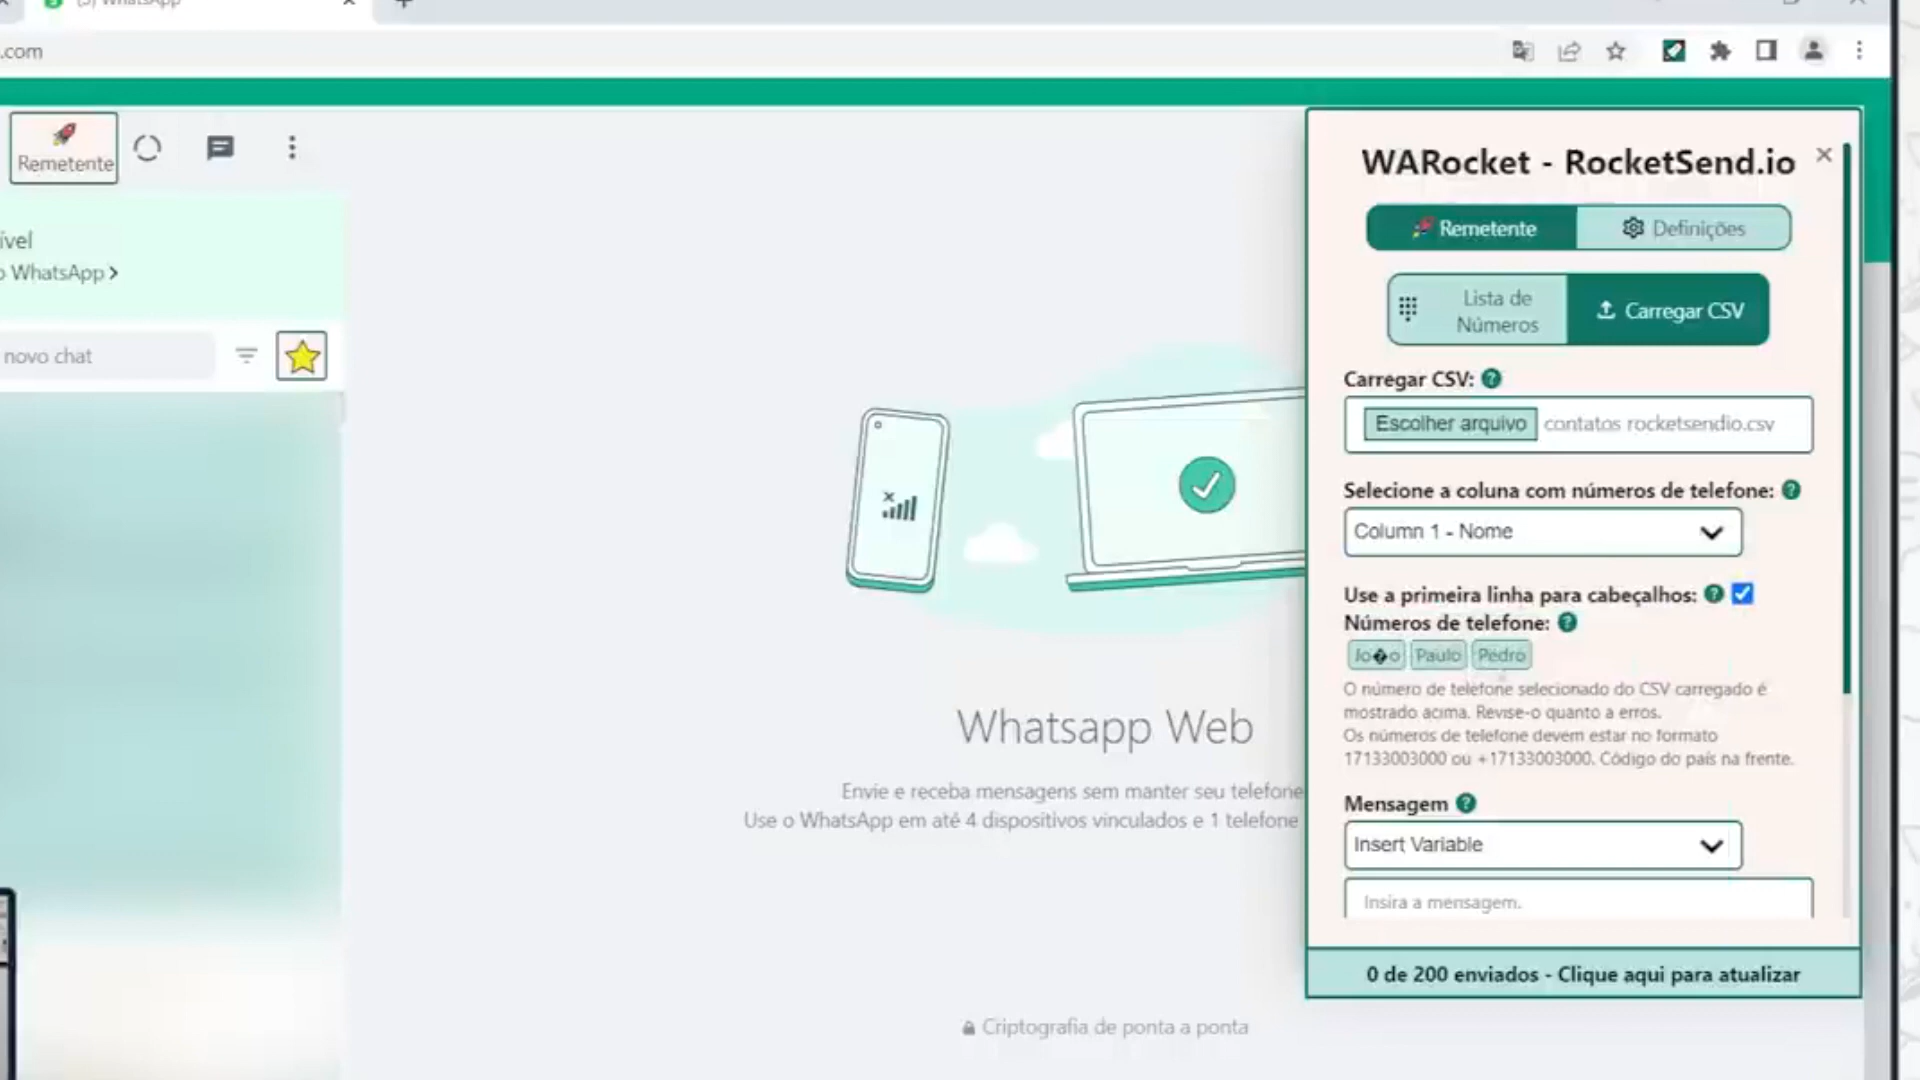 (3) WhatsApp
.com
Remetente
ível
o WhatsApp
novo chat
Whatsapp Web
Envie e receba mensagens sem manter seu telefone
Use o WhatsApp em até 4 dispositivos vinculados e 1 telefone
Criptografia de ponta a ponta
WARocket - RocketSend.io
Remetente
Definições
Lista de
Números
Carregar CSV
Carregar CSV:
Escolher arquivo contatos rocketsendio.csv
Selecione a coluna com números de telefone:
Column 1 - Nome
Use a primeira linha para cabeçalhos:
Números de telefone:
Jo�o Paulo Pedro
O número de telefone selecionado do CSV carregado é
mostrado acima. Revise-o quanto a erros.
Os números de telefone devem estar no formato
17133003000 ou +17133003000. Código do país na frente.
Mensagem
Insert Variable
Insira a mensagem.
0 de 200 enviados - Clique aqui para atualizar